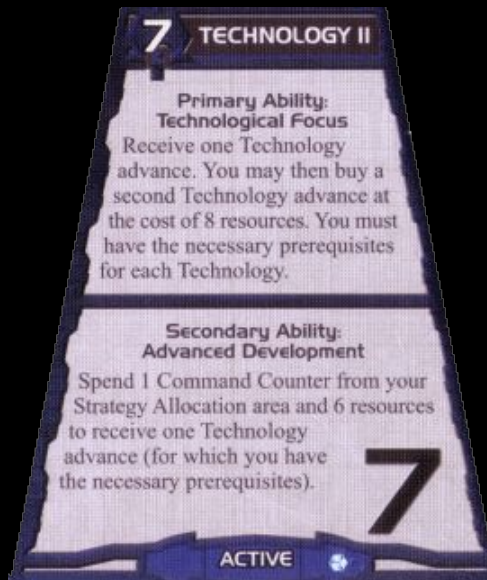 7 TECHNOLOGY II
Primary Ability:
Technological Focus
Receive one Technology
advance. You may then buy a
second Technology advance at
the cost of 8 resources. You must
have the necessary prerequisites
for each Technology.
Secondary Ability:
Advanced Development
Spend 1 Command Counter from your
Strategy Allocation area and 6 resources
to receive one Technology
advance (for which you have
the necessary prerequisites).
7
ACTIVE